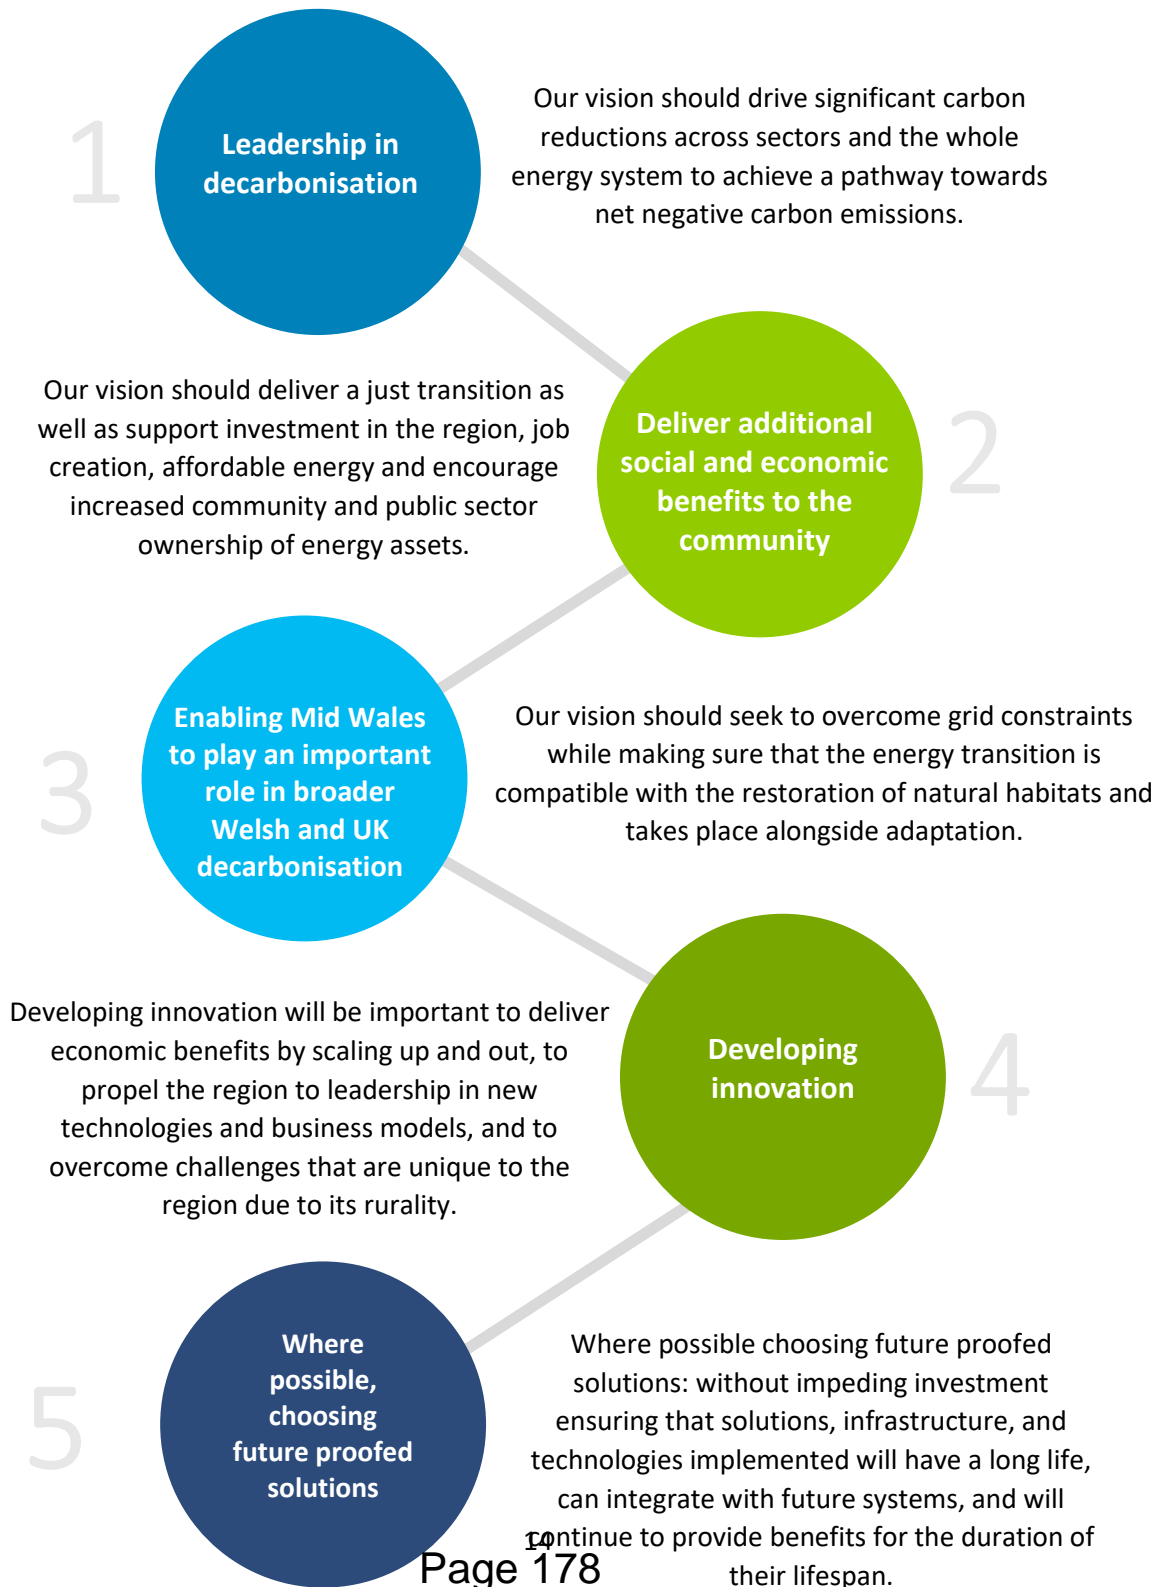 1
Leadership in
decarbonisation
Our vision should drive significant carbon
reductions across sectors and the whole
energy system to achieve a pathway towards
net negative carbon emissions.
Our vision should deliver a just transition as
well as support investment in the region, job
creation, affordable energy and encourage
increased community and public sector
ownership of energy assets.
Deliver additional
social and economic
benefits to the
community
2
3
Enabling Mid Wales
to play an important
role in broader
Welsh and UK
decarbonisation
Our vision should seek to overcome grid constraints
while making sure that the energy transition is
compatible with the restoration of natural habitats and
takes place alongside adaptation.
Developing innovation will be important to deliver
economic benefits by scaling up and out, to
propel the region to leadership in new
technologies and business models, and to
overcome challenges that are unique to the
region due to its rurality.
Developing
innovation
4
5
Where
possible,
choosing
future proofed
solutions
Where possible choosing future proofed
solutions: without impeding investment
ensuring that solutions, infrastructure, and
technologies implemented will have a long life,
can integrate with future systems, and will
continue to provide benefits for the duration of
their lifespan.
14
Page 178